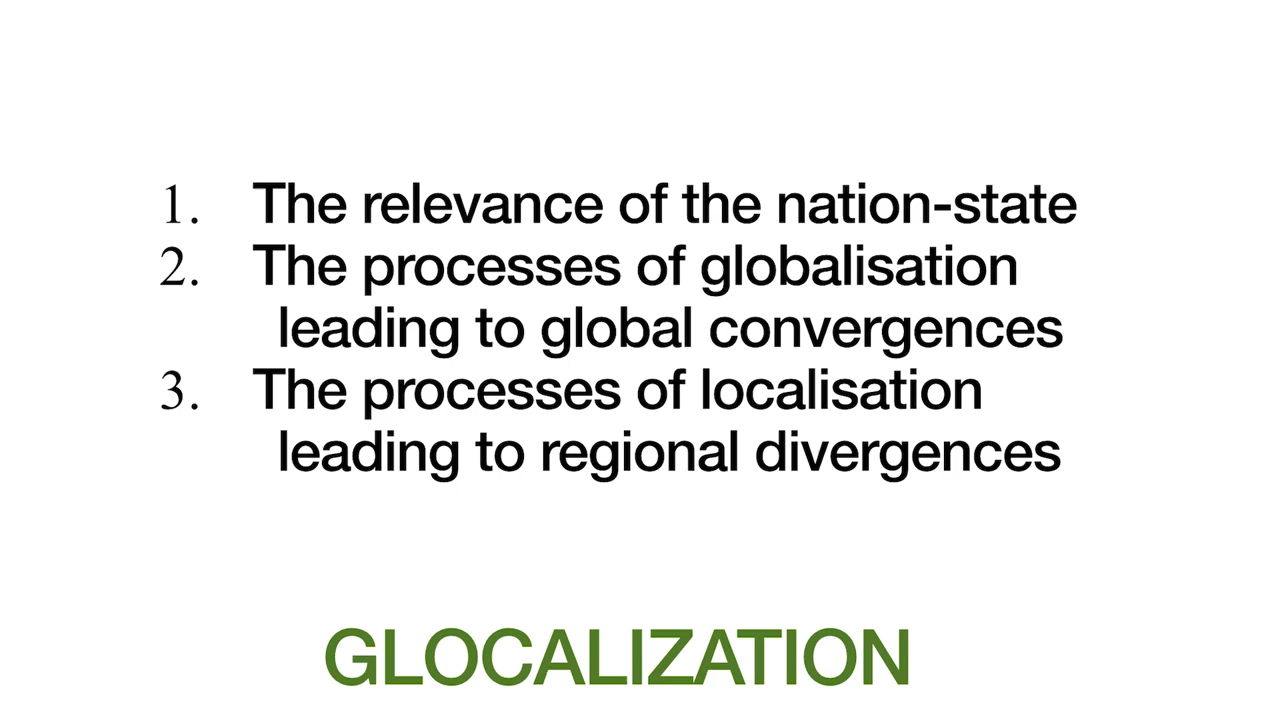 1. The relevance of the nation-state
2. The processes of globalisation
leading to global convergences
3. The processes of localisation
leading to regional divergences
GLOCALIZATION